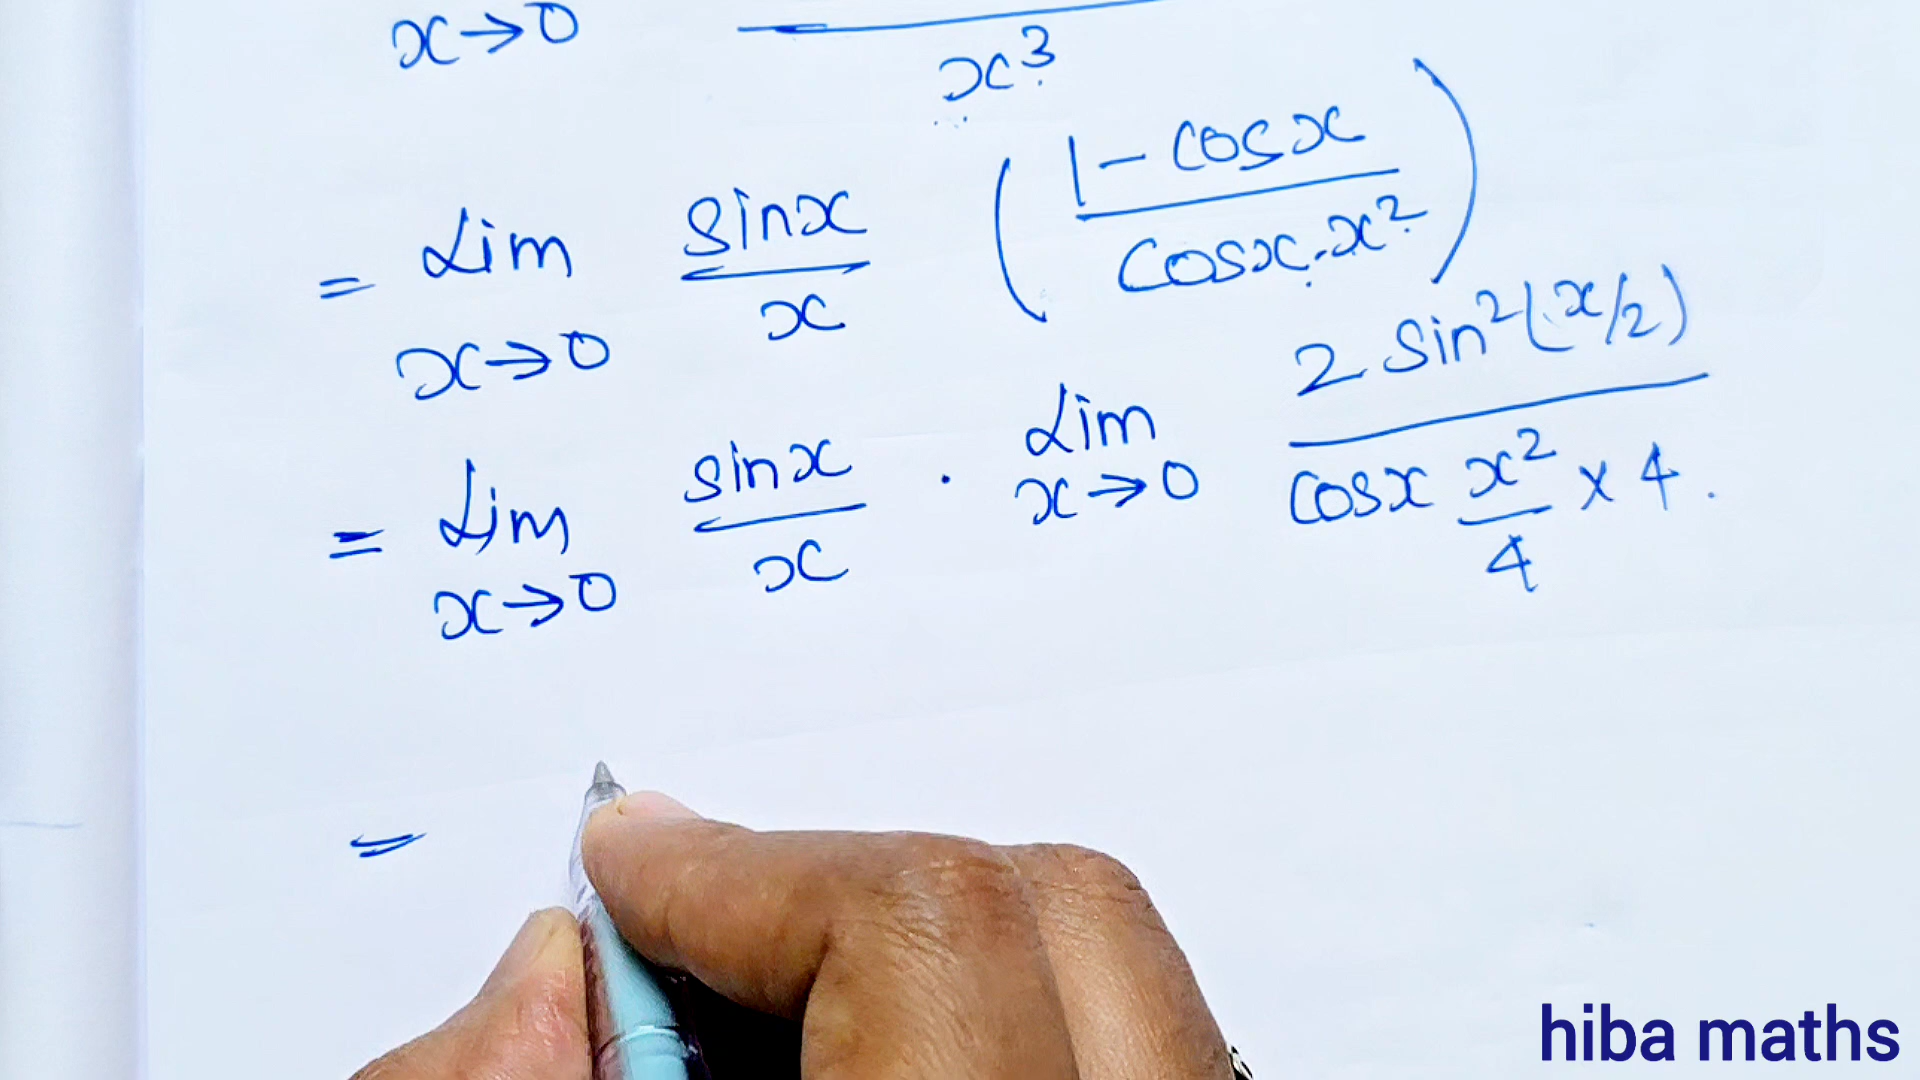 x→0 x³
= Lim x→0 sinx/x (1-cosx/cosx.x²)
= Lim x→0 sinx/x . Lim x→0 2 sin²(x/2)/cosx x²/4 × 4.
=
hiba maths